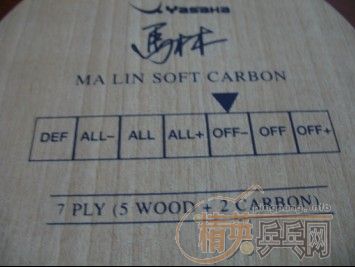 Yasaka
馬林
MA LIN SOFT CARBON
DEF ALL- ALL ALL+ OFF- OFF OFF+
7 PLY (5 WOOD + 2 CARBON)
精英乒乓网